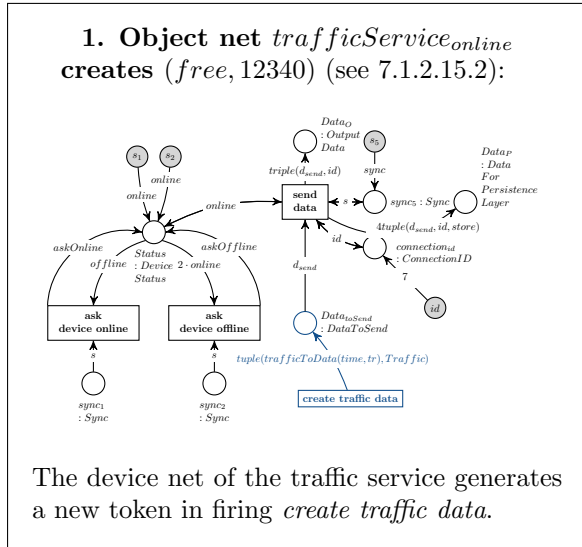 1. Object net trafficService_online
creates (free, 12340) (see 7.1.2.15.2):
Data_O
: Output
Data
s_1
s_2
s_5
Data_P
: Data
For
Persistence
Layer
triple(d_send, id)
sync
online
online
online
send
data
s
sync_5 : Sync
4tuple(d_send, id, store)
askOnline
askOffline
id
connection_id
: ConnectionID
offline
Status
: Device
Status
2 · online
d_send
7
id
ask
device online
ask
device offline
Data_toSend
: DataToSend
s
s
tuple(trafficToData(time, tr), Traffic)
sync_1
: Sync
sync_2
: Sync
create traffic data
The device net of the traffic service generates
a new token in firing create traffic data.